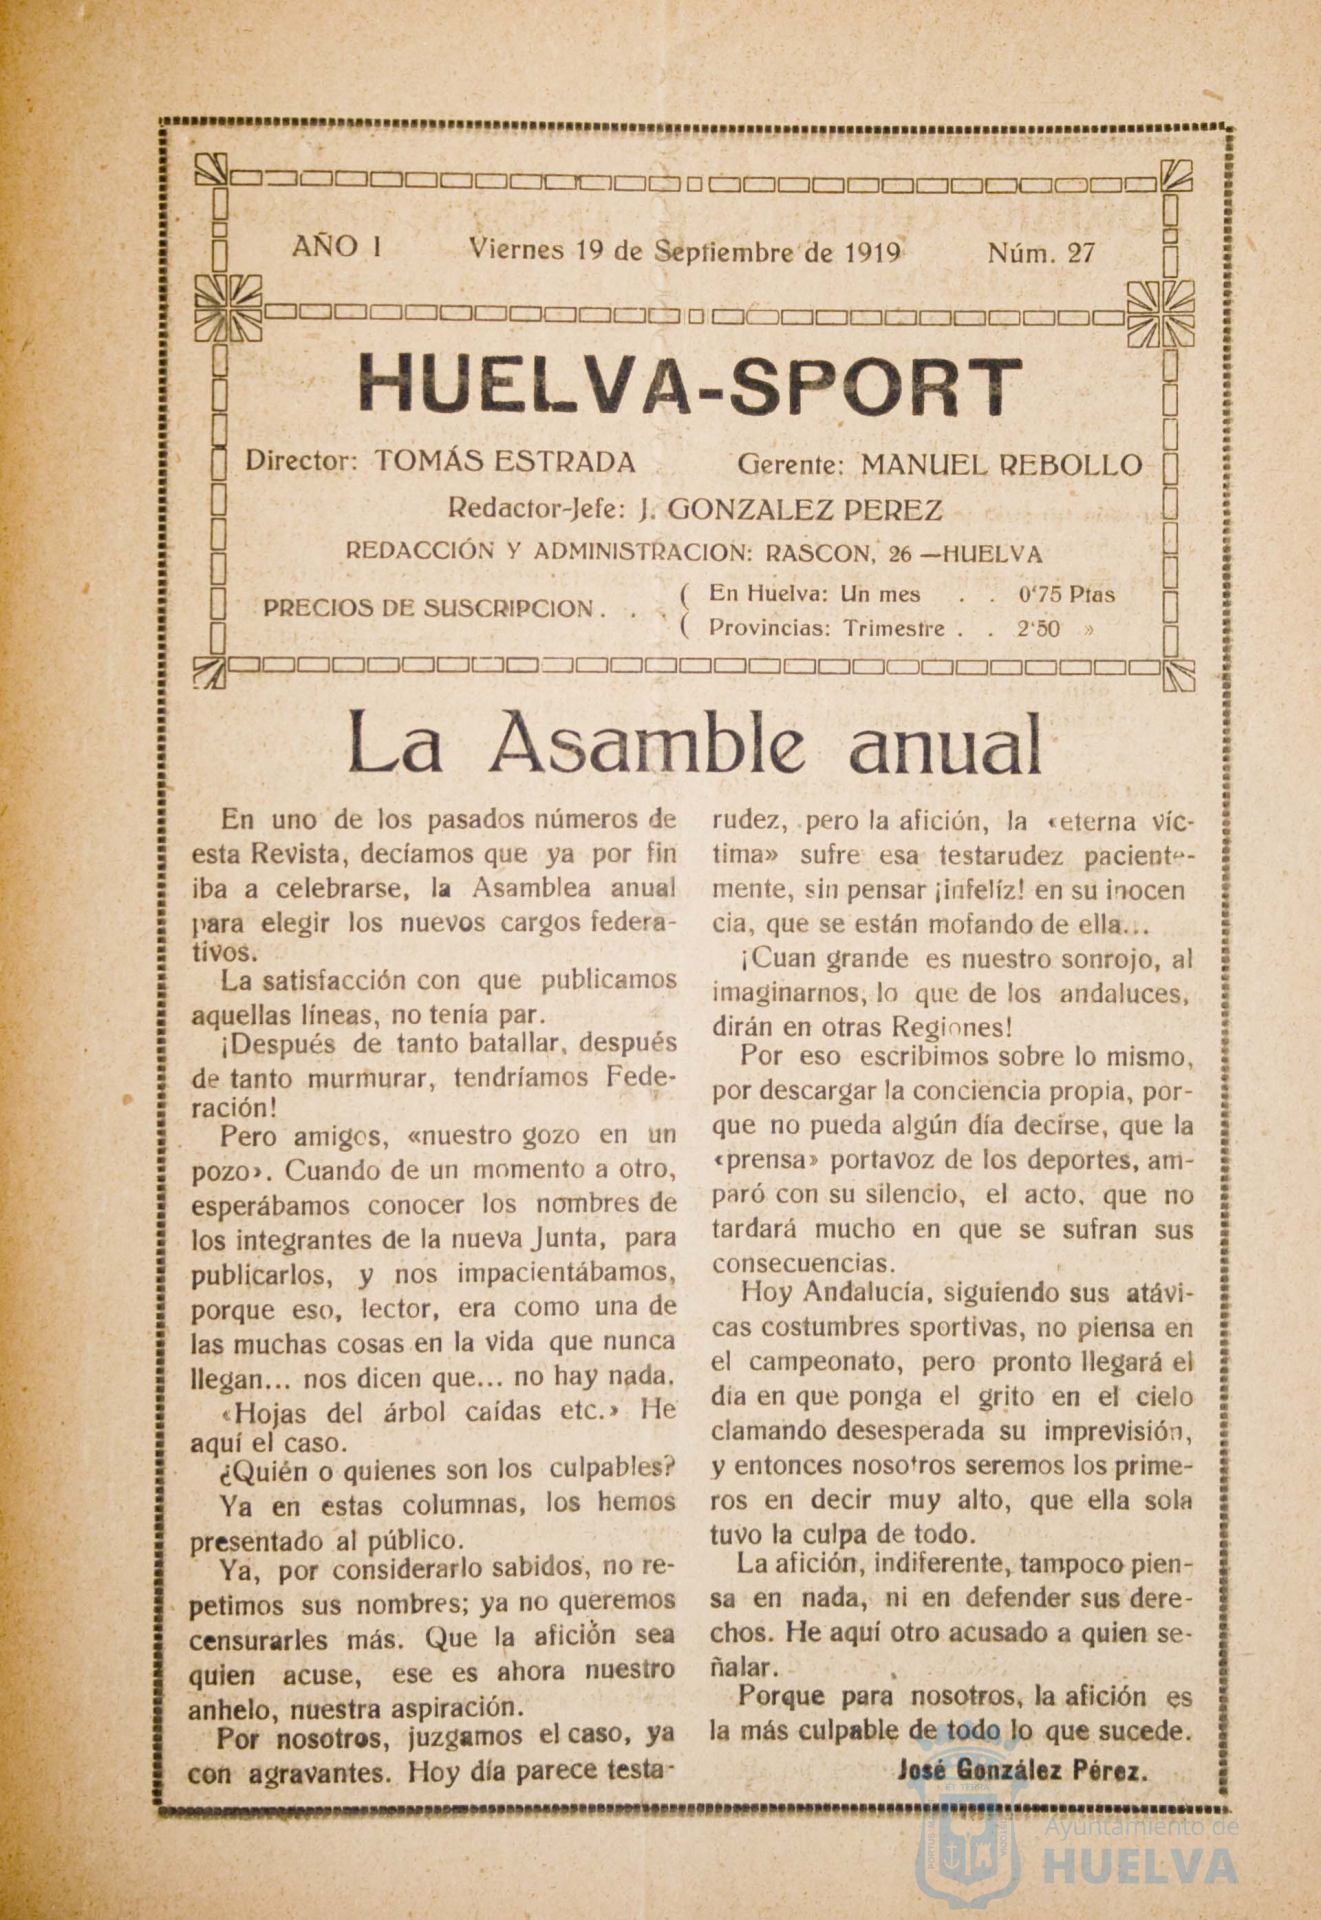 AÑO I Viernes 19 de Septiembre de 1919 Núm. 27
HUELVA-SPORT
Director: TOMÁS ESTRADA Gerente: MANUEL REBOLLO
Redactor-Jefe: J. GONZALEZ PEREZ
REDACCIÓN Y ADMINISTRACION: RASCON, 26 —HUELVA
PRECIOS DE SUSCRIPCION . . . ( En Huelva: Un mes . . 0'75 Ptas
( Provincias: Trimestre . . 2'50 »
La Asamble anual
En uno de los pasados números de
esta Revista, decíamos que ya por fin
iba a celebrarse, la Asamblea anual
para elegir los nuevos cargos federa-
tivos.
La satisfacción con que publicamos
aquellas líneas, no tenía par.
¡Después de tanto batallar, después
de tanto murmurar, tendríamos Fede-
ración!
Pero amigos, «nuestro gozo en un
pozo». Cuando de un momento a otro,
esperábamos conocer los nombres de
los integrantes de la nueva Junta, para
publicarlos, y nos impacientábamos,
porque eso, lector, era como una de
las muchas cosas en la vida que nunca
llegan... nos dicen que... no hay nada.
«Hojas del árbol caídas etc.» He
aquí el caso.
¿Quién o quienes son los culpables?
Ya en estas columnas, los hemos
presentado al público.
Ya, por considerarlo sabidos, no re-
petimos sus nombres; ya no queremos
censurarles más. Que la afición sea
quien acuse, ese es ahora nuestro
anhelo, nuestra aspiración.
Por nosotros, juzgamos el caso, ya
con agravantes. Hoy día parece testa-
rudez, pero la afición, la «eterna víc-
tima» sufre esa testarudez paciente-
mente, sin pensar ¡infelíz! en su inocen
cia, que se están mofando de ella...
¡Cuan grande es nuestro sonrojo, al
imaginarnos, lo que de los andaluces,
dirán en otras Regiones!
Por eso escribimos sobre lo mismo,
por descargar la conciencia propia, por-
que no pueda algún día decirse, que la
«prensa» portavoz de los deportes, am-
paró con su silencio, el acto, que no
tardará mucho en que se sufran sus
consecuencias.
Hoy Andalucía, siguiendo sus atávi-
cas costumbres sportivas, no piensa en
el campeonato, pero pronto llegará el
día en que ponga el grito en el cielo
clamando desesperada su imprevisión,
y entonces nosotros seremos los prime-
ros en decir muy alto, que ella sola
tuvo la culpa de todo.
La afición, indiferente, tampoco pien-
sa en nada, ni en defender sus dere-
chos. He aquí otro acusado a quien se-
ñalar.
Porque para nosotros, la afición es
la más culpable de todo lo que sucede.
José González Pérez.
Ayuntamiento de
HUELVA